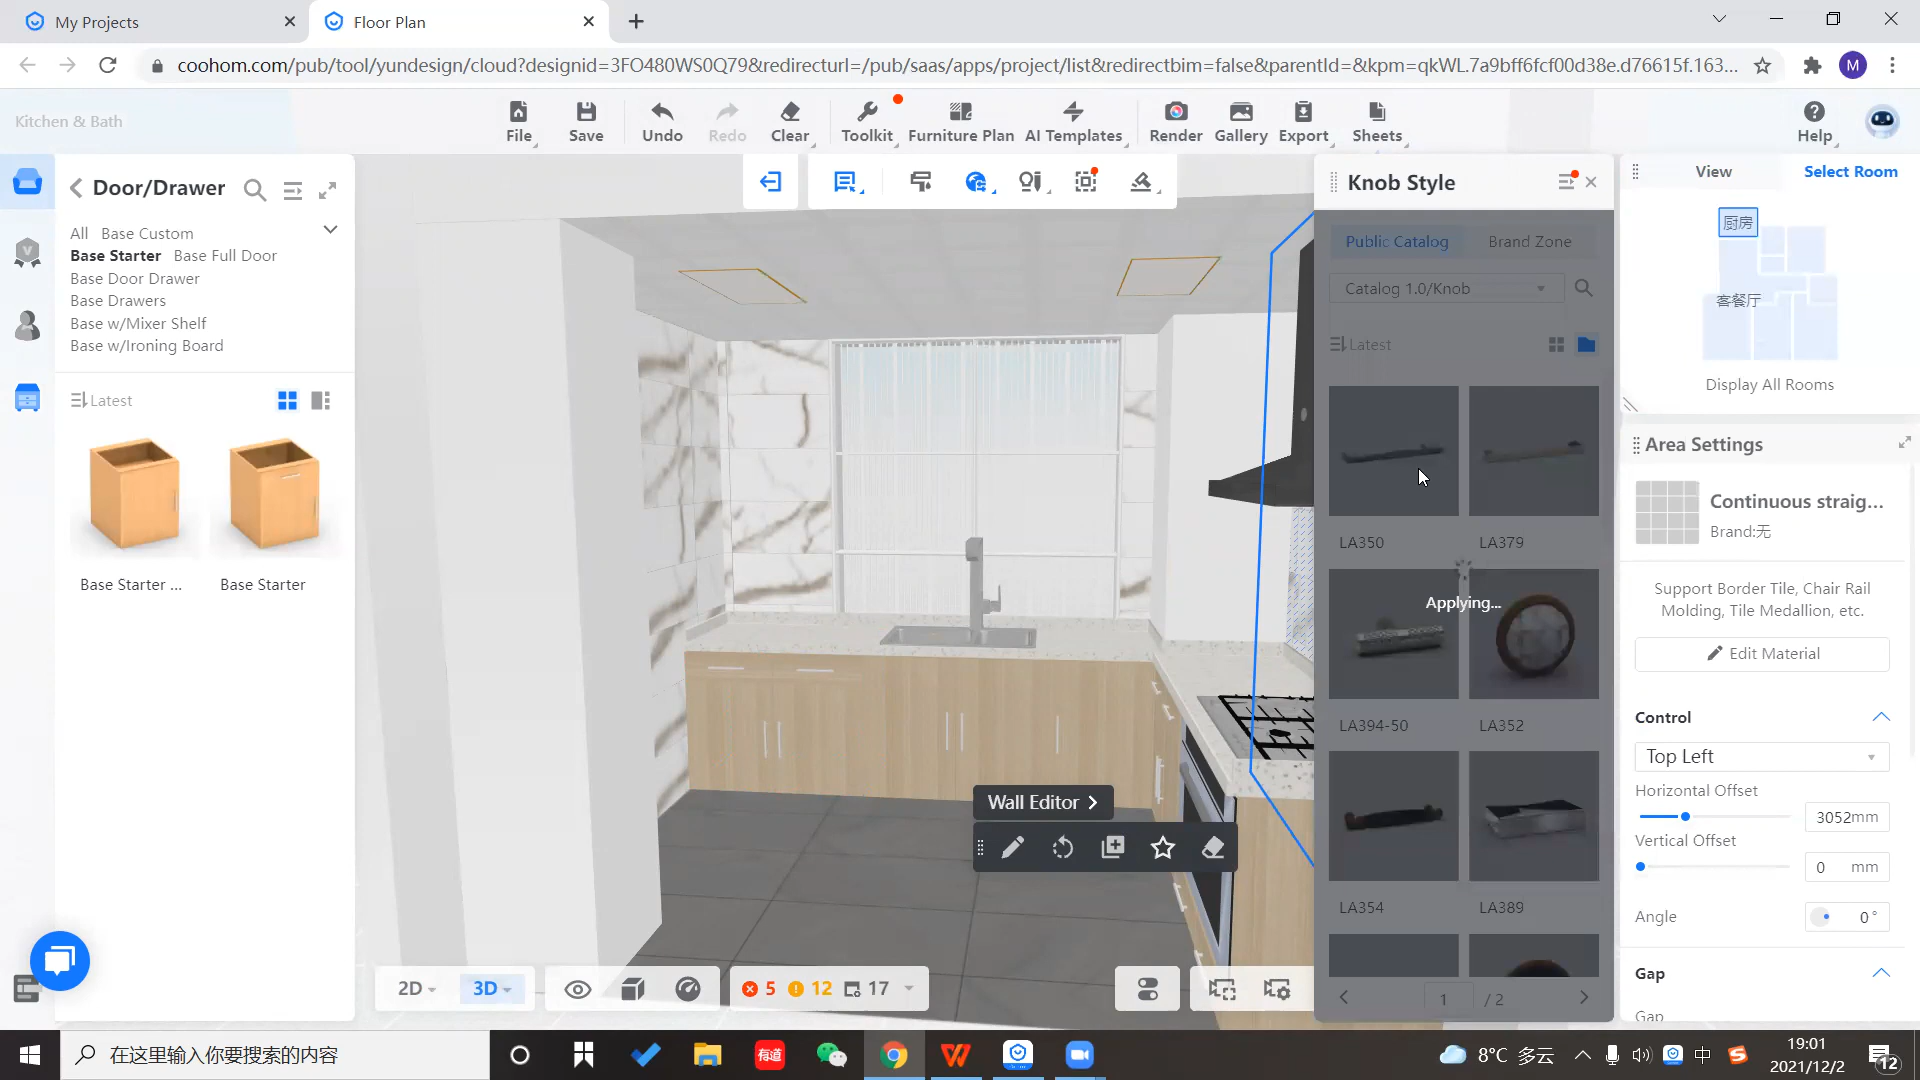 My Projects
Floor Plan
coohom.com/pub/tool/yundesign/cloud?designid=3FO480WS0Q79&redirecturl=/pub/saas/apps/project/list&redirectbim=false&parentId=&kpm=qkWL.7a9bff6fcf00d38e.d76615f.163...
M
Kitchen & Bath
File
Save
Undo
Redo
Clear
Toolkit
Furniture Plan
AI Templates
Render
Gallery
Export
Sheets
Help
Door/Drawer
All Base Custom
Base Starter Base Full Door
Base Door Drawer
Base Drawers
Base w/Mixer Shelf
Base w/Ironing Board
Latest
Base Starter ...
Base Starter
Wall Editor
2D
3D
5
12
17
Knob Style
Public Catalog
Brand Zone
Catalog 1.0/Knob
Latest
LA350
LA379
Applying...
LA394-50
LA352
LA354
LA389
1 / 2
View
Select Room
厨房
客餐厅
Display All Rooms
Area Settings
Continuous straig...
Brand:无
Support Border Tile, Chair Rail
Molding, Tile Medallion, etc.
Edit Material
Control
Top Left
Horizontal Offset
3052mm
Vertical Offset
0 mm
Angle
0°
Gap
Gap
在这里输入你要搜索的内容
有道
8°C 多云
中
19:01
2021/12/2
12